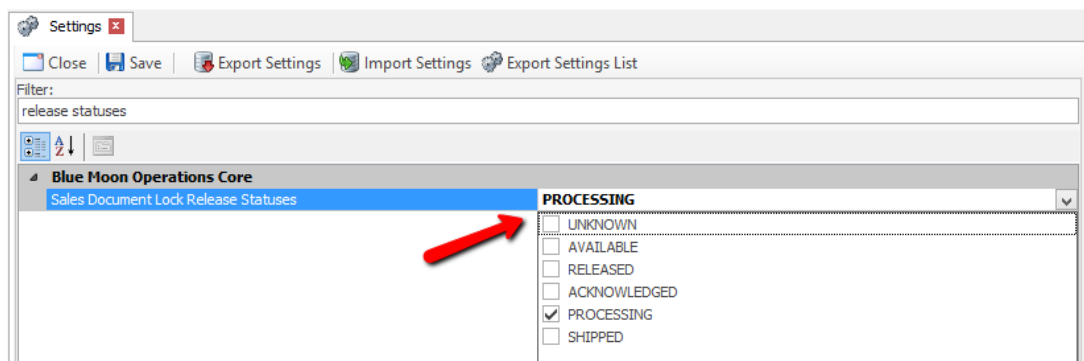 Settings
Close Save Export Settings Import Settings Export Settings List
Filter:
release statuses
Blue Moon Operations Core
Sales Document Lock Release Statuses PROCESSING
UNKNOWN
AVAILABLE
RELEASED
ACKNOWLEDGED
PROCESSING
SHIPPED